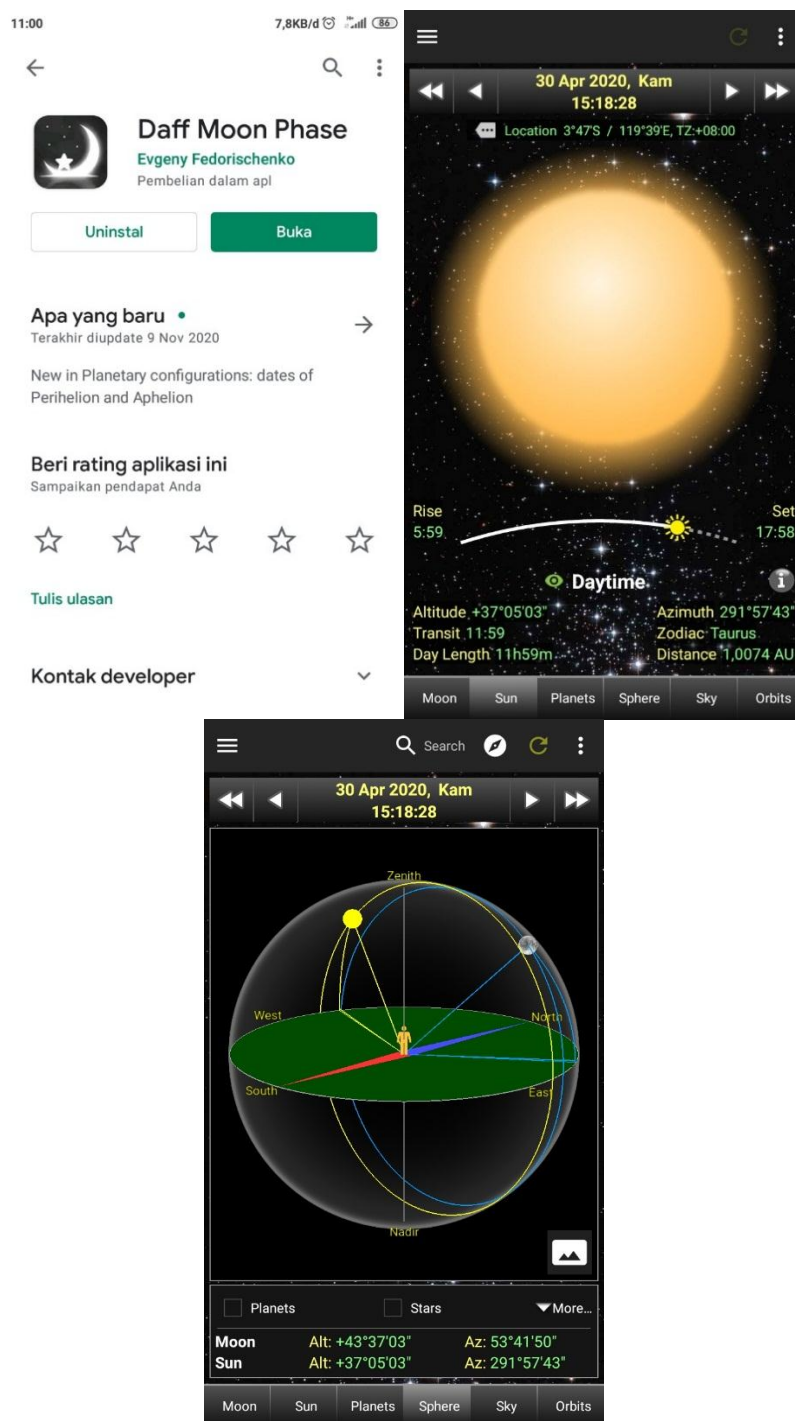 11:00
7,8KB/d
86
Daff Moon Phase
Evgeny Fedorischenko
Pembelian dalam apl
Uninstal
Buka
Apa yang baru
Terakhir diupdate 9 Nov 2020
New in Planetary configurations: dates of
Perihelion and Aphelion
Beri rating aplikasi ini
Sampaikan pendapat Anda
Tulis ulasan
Kontak developer
30 Apr 2020, Kam
15:18:28
Location 3°47'S / 119°39'E, TZ:+08:00
Rise
Set
5:59
17:58
Daytime
Altitude +37°05'03" Azimuth 291°57'43"
Transit 11:59 Zodiac Taurus
Day Length 11h59m Distance 1,0074 AU
Moon Sun Planets Sphere Sky Orbits
Search
30 Apr 2020, Kam
15:18:28
Zenith
West
North
South
East
Nadir
Planets Stars More...
Moon Alt: +43°37'03" Az: 53°41'50"
Sun Alt: +37°05'03" Az: 291°57'43"
Moon Sun Planets Sphere Sky Orbits